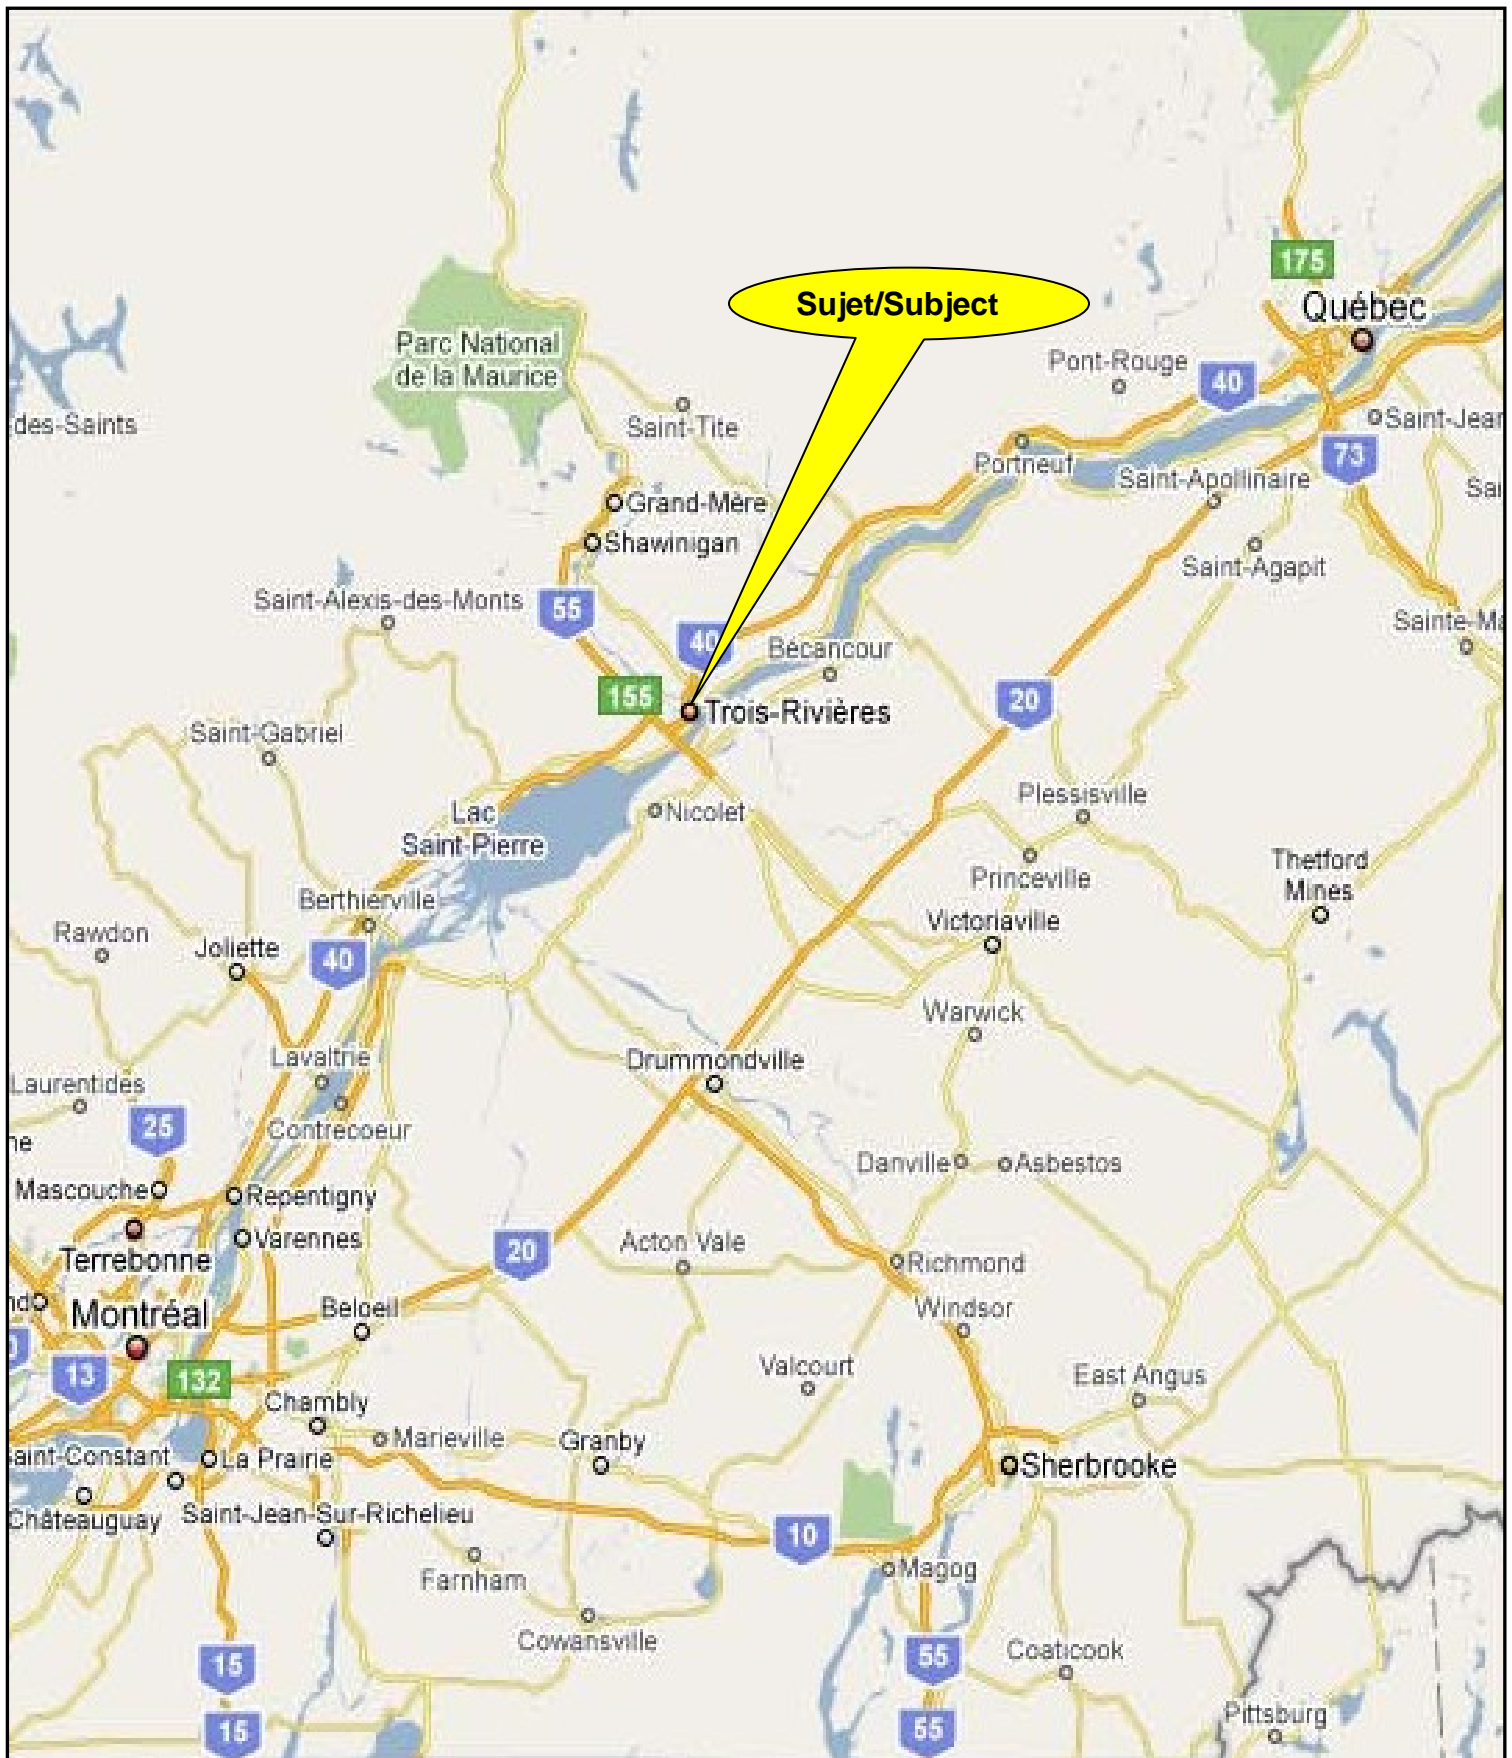 175
Québec
Sujet/Subject
Parc National
de la Maurice
Pont-Rouge
40
des-Saints
Saint-Tite
Saint-Jean
Portneuf
73
Saint-Apollinaire
Grand-Mère
Shawinigan
Saint-Agapit
Saint-Alexis-des-Monts
55
40
Bécancour
155
20
Trois-Rivières
Saint-Gabriel
Plessisville
Lac
Saint-Pierre
Nicolet
Princeville
Thetford
Mines
Berthierville
Victoriaville
Rawdon
Joliette
40
Warwick
Lavaltrie
Drummondville
Laurentides
25
Contrecoeur
Danville
Asbestos
Mascouche
Repentigny
Varennes
Acton Vale
20
Terrebonne
Richmond
Montréal
Beloeil
Windsor
13
132
Valcourt
East Angus
Chambly
Marieville
Granby
aint-Constant
La Prairie
Sherbrooke
Châteauguay
Saint-Jean-Sur-Richelieu
10
Farnham
Magog
Cowansville
15
55
Coaticook
15
55
Pittsburg